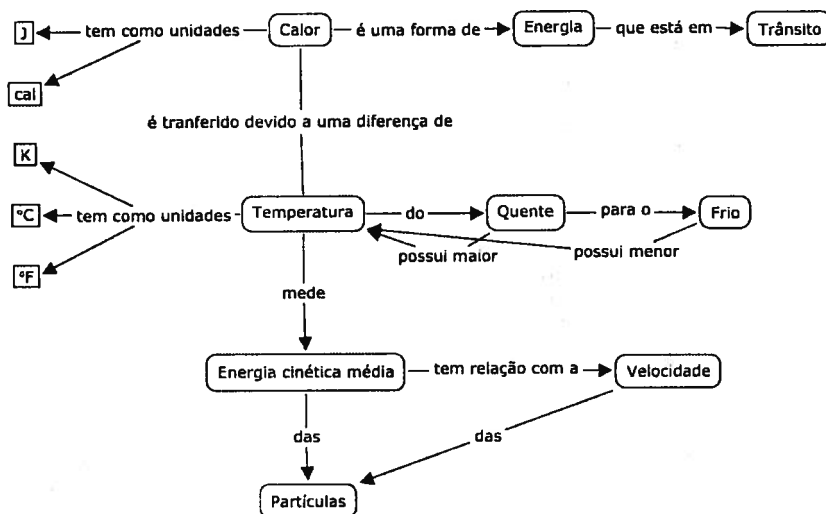 J tem como unidades Calor é uma forma de Energia que está em Trânsito
cal
é tranferido devido a uma diferença de
K
°C tem como unidades Temperatura do Quente para o Frio
possui maior possui menor
°F
mede
Energia cinética média tem relação com a Velocidade
das das
Partículas